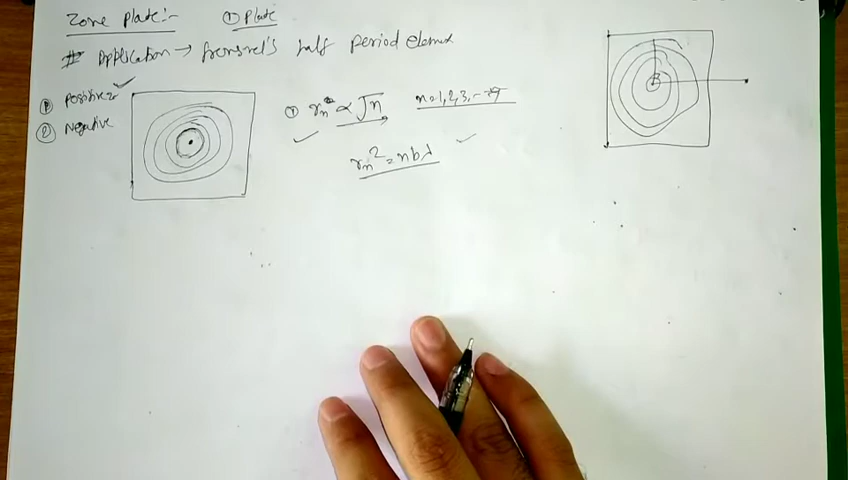 Zone Plate:- ① Plate
# Application → fresnel's half Period element
① Positive
② Negative
① rn ∝ √n n=1,2,3,--
rn² = nbλ